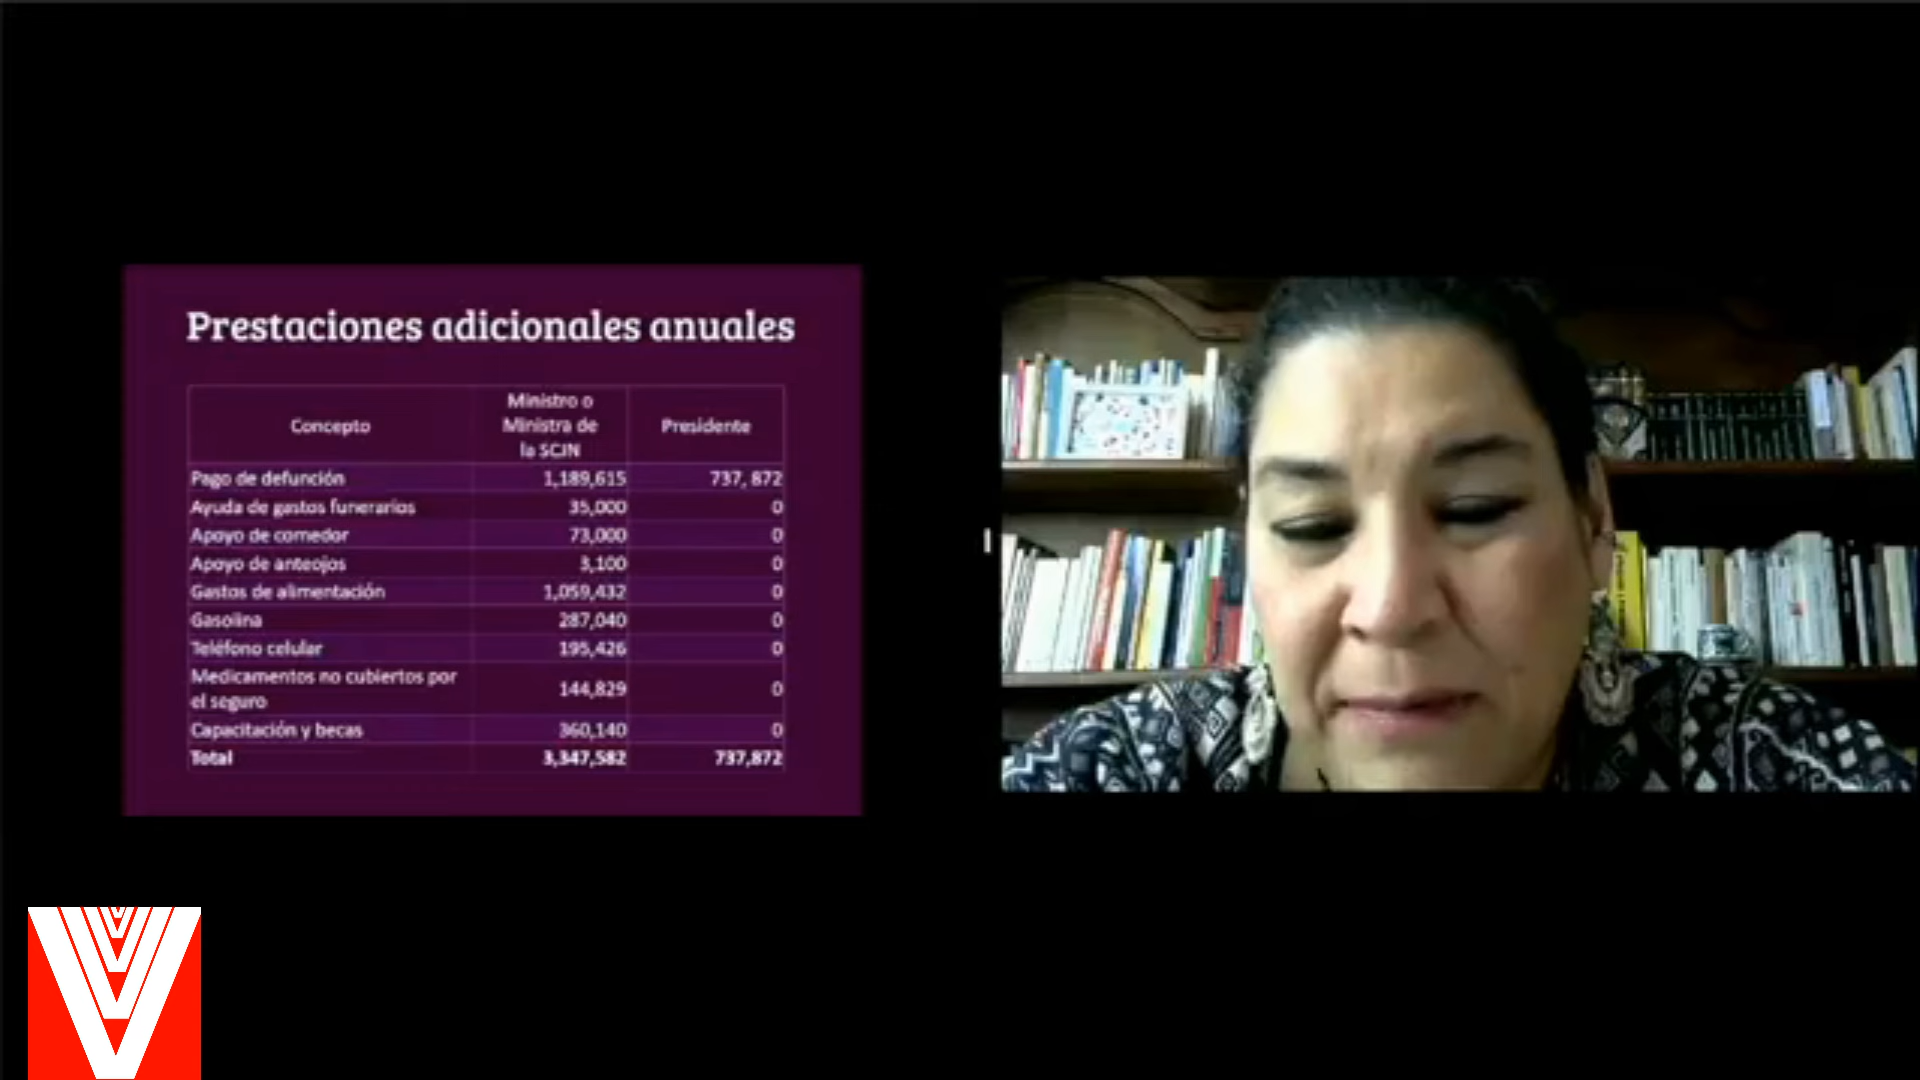 Prestaciones adicionales anuales
Concepto Ministro o Ministra de la SCJN Presidente
Pago de defunción 1,189,615 737, 872
Ayuda de gastos funerarios 35,000 0
Apoyo de comedor 73,000 0
Apoyo de anteojos 3,100 0
Gastos de alimentación 1,059,432 0
Gasolina 287,040 0
Teléfono celular 195,426 0
Medicamentos no cubiertos por
el seguro 144,829 0
Capacitación y becas 360,140 0
Total 3,347,582 737,872